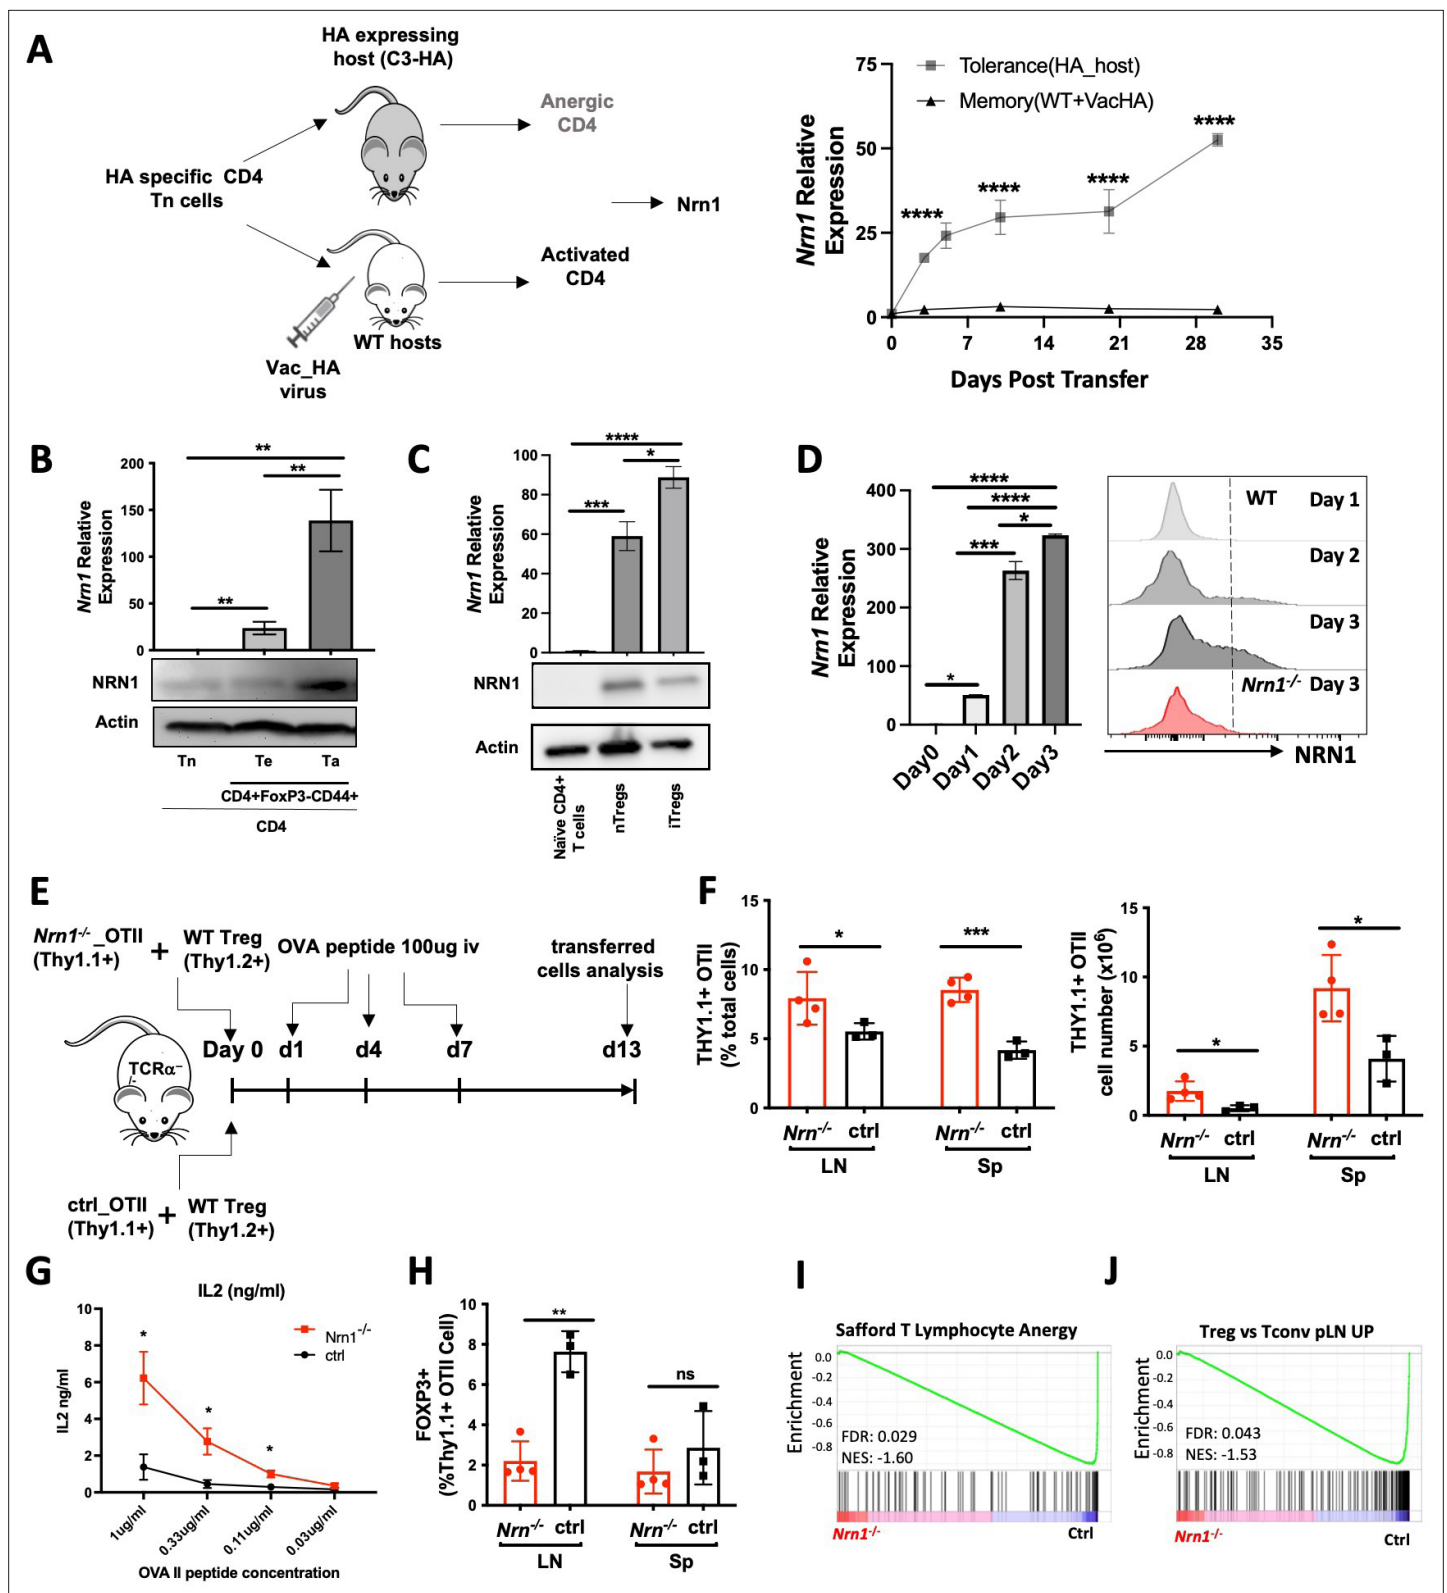 A
HA expressing
host (C3-HA)
Anergic
CD4
HA specific CD4
Tn cells
Nrn1
Activated
CD4
WT hosts
Vac_HA
virus
Nrn1 Relative
Expression
75
50
25
0
Tolerance(HA_host)
Memory(WT+VacHA)
****
****
****
****
0 7 14 21 28 35
Days Post Transfer
B
Nrn1 Relative
Expression
200
150
100
50
0
**
**
**
NRN1
Actin
Tn Te Ta
CD4+FoxP3-CD44+
CD4
C
Nrn1 Relative
Expression
100
80
60
40
20
0
****
*
***
NRN1
Actin
Naïve CD4+
T cells
nTregs
iTregs
D
Nrn1 Relative
Expression
400
300
200
100
0
****
****
*
***
*
Day0
Day1
Day2
Day3
WT Day 1
Day 2
Day 3
Nrn1-/- Day 3
NRN1
E
Nrn1-/-_OTII
(Thy1.1+)
+
WT Treg
(Thy1.2+)
OVA peptide 100ug iv
transferred
cells analysis
Day 0 d1 d4 d7 d13
TCRα–
/-
ctrl_OTII
(Thy1.1+)
+
WT Treg
(Thy1.2+)
F
THY1.1+ OTII
(% total cells)
15
10
5
0
*
***
Nrn-/- ctrl Nrn-/- ctrl
LN Sp
THY1.1+ OTII
cell number (x10⁶)
15
10
5
0
*
*
Nrn-/- ctrl Nrn-/- ctrl
LN Sp
G
IL2 (ng/ml)
IL2 ng/ml
10
8
6
4
2
0
*
*
*
Nrn1-/-
ctrl
1ug/ml
0.33ug/ml
0.11ug/ml
0.03ug/ml
OVA II peptide concentration
H
FOXP3+
(%Thy1.1+ OTII Cell)
10
8
6
4
2
0
**
ns
Nrn-/- ctrl Nrn-/- ctrl
LN Sp
I
Safford T Lymphocyte Anergy
Enrichment
0.0
-0.2
-0.4
-0.6
-0.8
FDR: 0.029
NES: -1.60
Nrn1-/- Ctrl
J
Treg vs Tconv pLN UP
Enrichment
0.0
-0.2
-0.4
-0.6
-0.8
FDR: 0.043
NES: -1.53
Nrn1-/- Ctrl